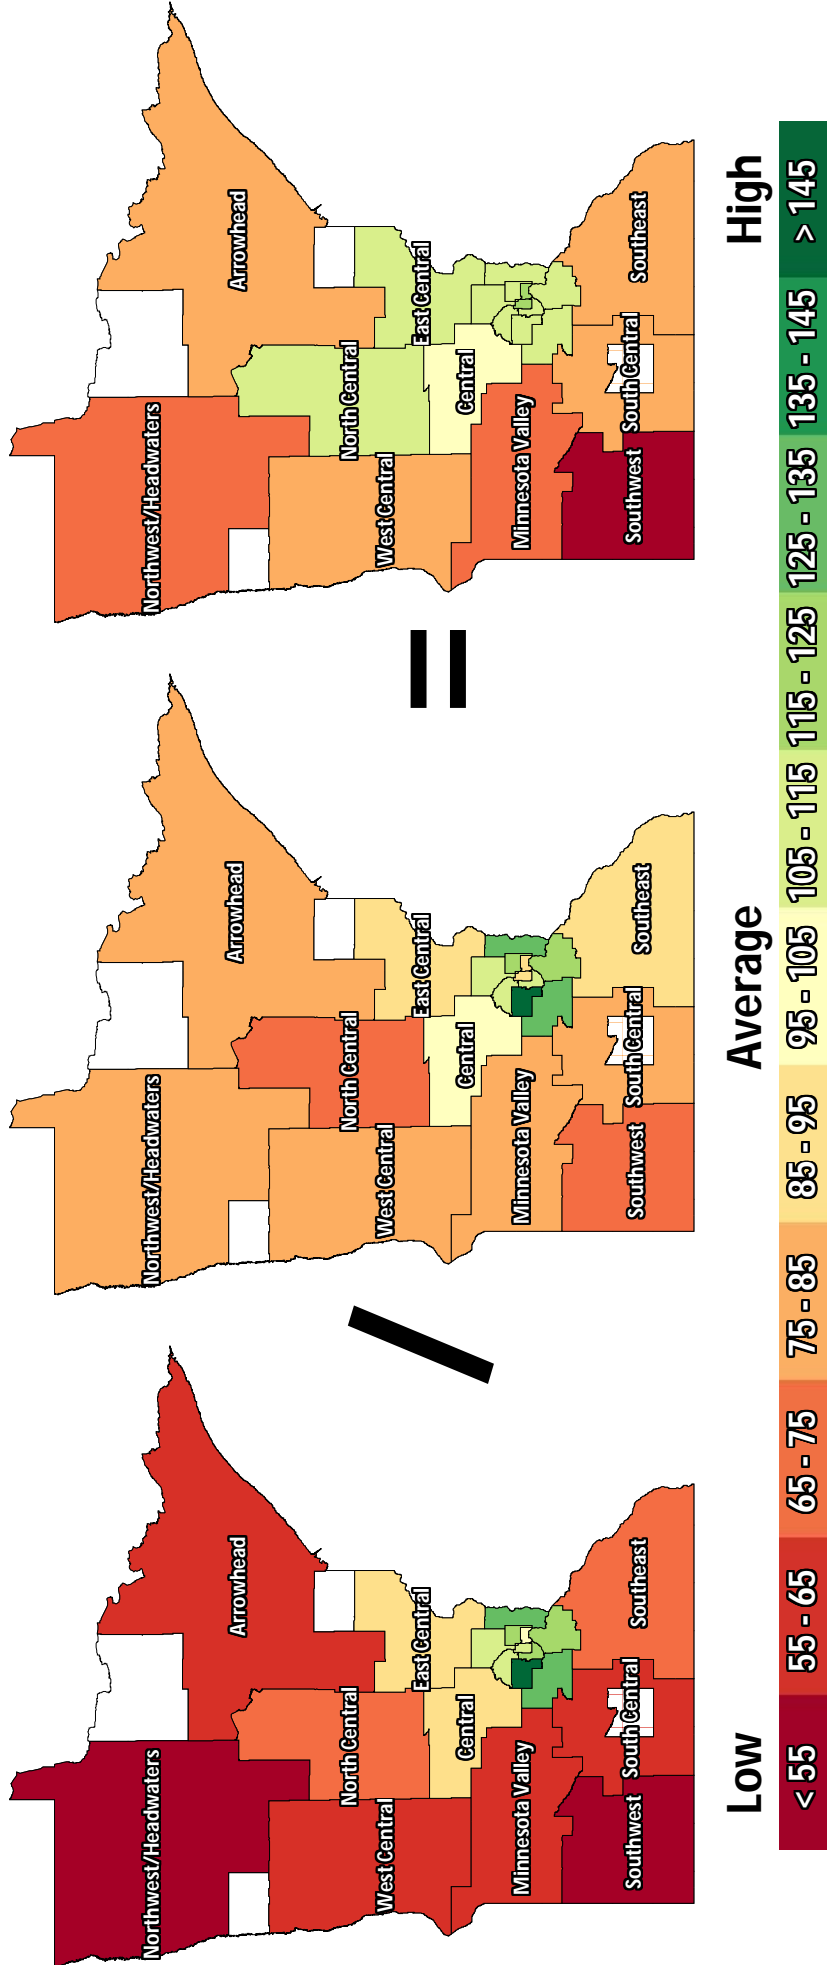 Northwest/Headwaters
Arrowhead
North Central
West Central
East Central
Central
Minnesota Valley
Southwest
South Central
Southeast
/
Northwest/Headwaters
Arrowhead
North Central
West Central
East Central
Central
Minnesota Valley
Southwest
South Central
Southeast
=
Northwest/Headwaters
Arrowhead
North Central
West Central
East Central
Central
Minnesota Valley
Southwest
South Central
Southeast
Low Average High
< 55 55 - 65 65 - 75 75 - 85 85 - 95 95 - 105 105 - 115 115 - 125 125 - 135 135 - 145 > 145